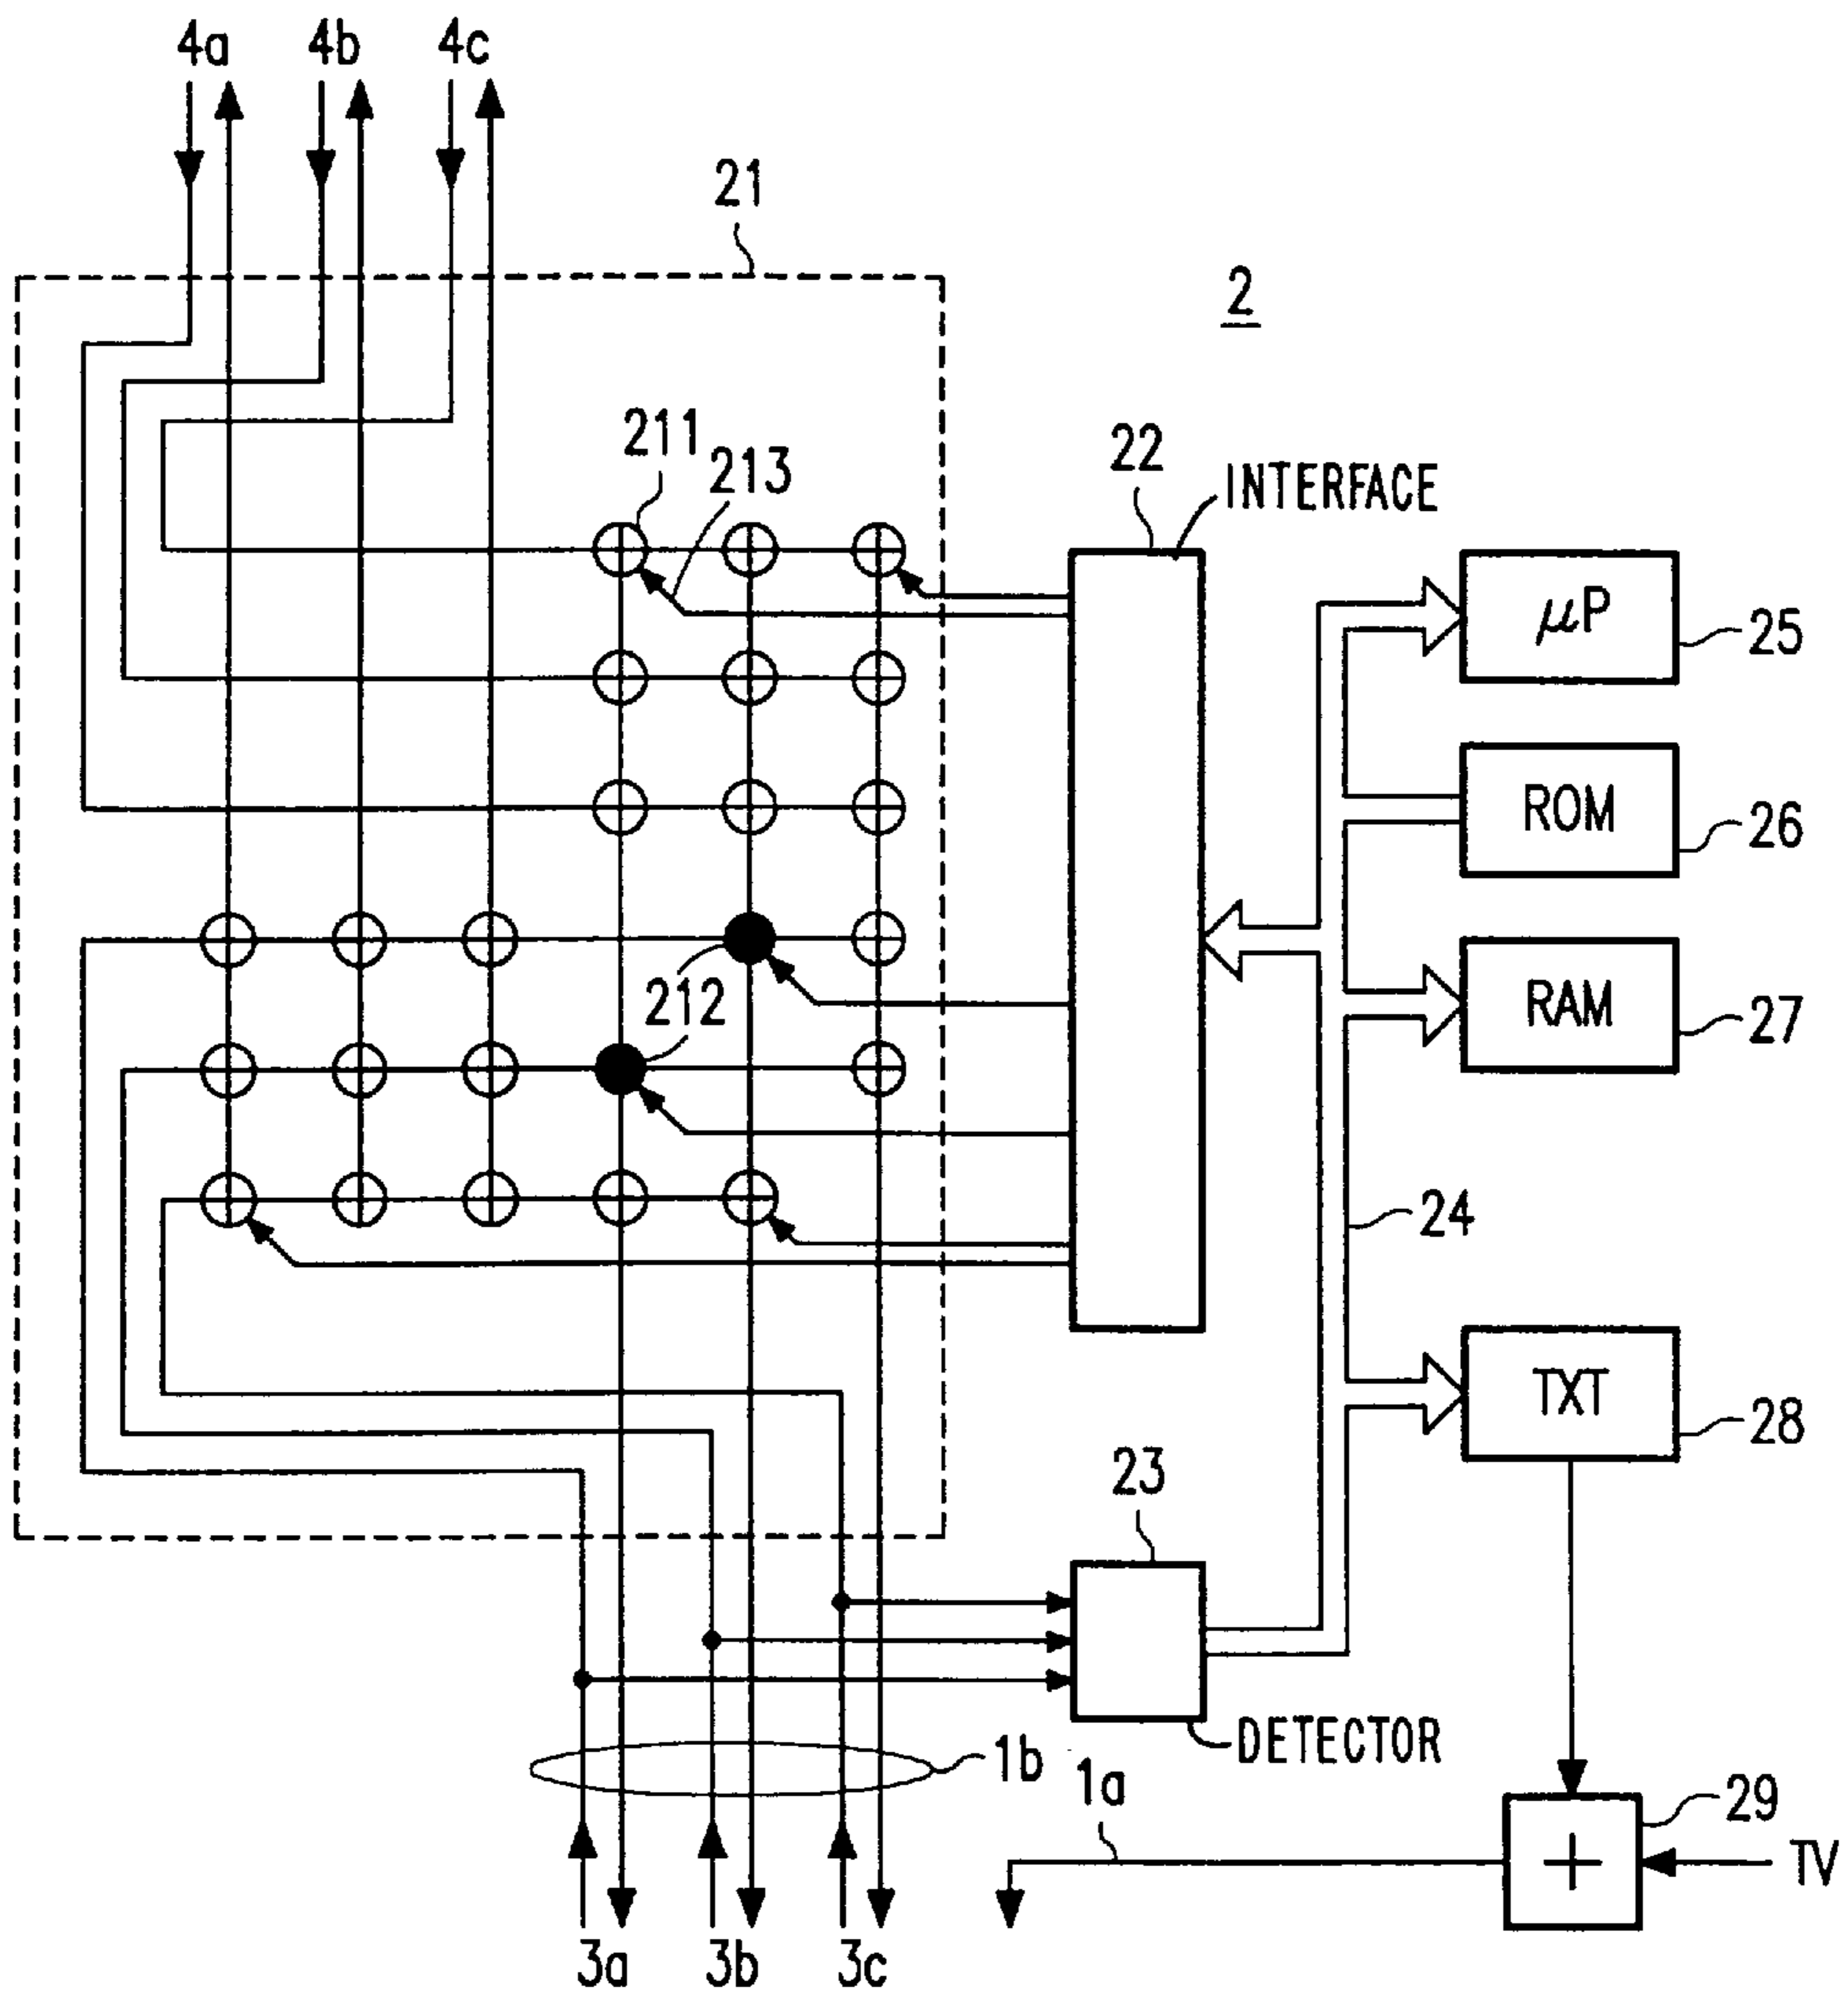 4a 4b 4c
21
2
211
213
22
INTERFACE
μP
25
ROM
26
212
RAM
27
24
TXT
28
23
DETECTOR
1b
1a
29
+
TV
3a 3b 3c